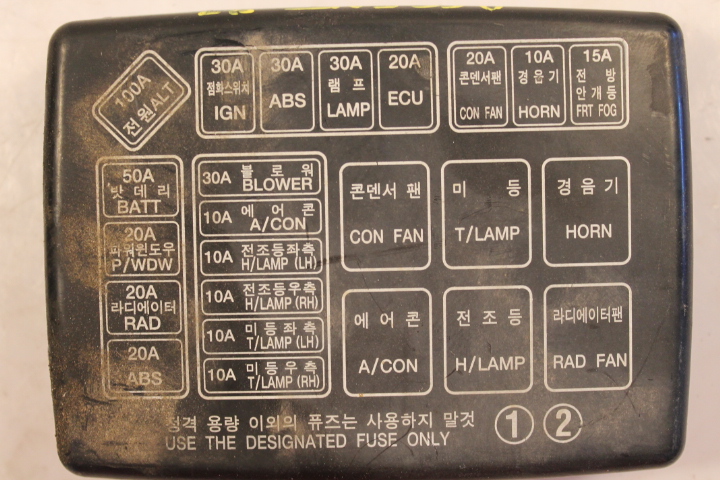 100A
전원ALT
30A
점화스위치
IGN
30A
ABS
30A
램프
LAMP
20A
ECU
20A
콘덴서팬
CON FAN
10A
경음기
HORN
15A
전 방
안개등
FRT FOG
50A
밧데리
BATT
20A
파워윈도우
P/WDW
20A
라디에이터
RAD
20A
ABS
30A 블로워
BLOWER
10A 에어콘
A/CON
10A 전조등좌측
H/LAMP (LH)
10A 전조등우측
H/LAMP (RH)
10A 미등좌측
T/LAMP (LH)
10A 미등우측
T/LAMP (RH)
콘덴서 팬
CON FAN
미 등
T/LAMP
경음기
HORN
에어콘
A/CON
전조등
H/LAMP
라디에이터팬
RAD FAN
정격 용량 이외의 퓨즈는 사용하지 말것
USE THE DESIGNATED FUSE ONLY
① ②